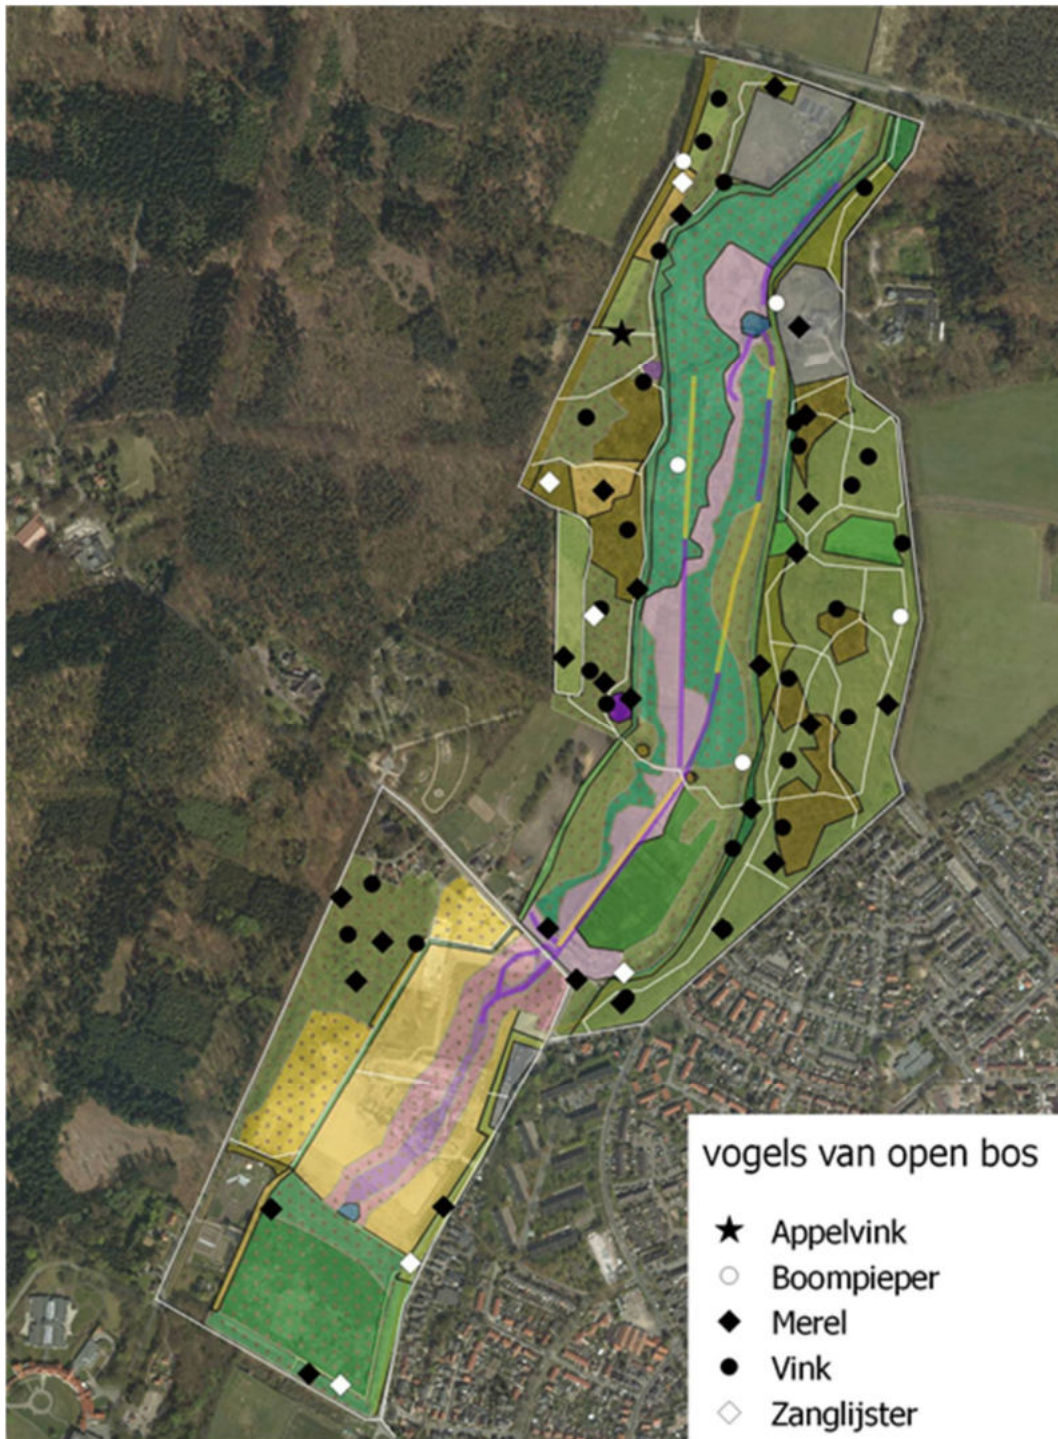 vogels van open bos
Appelvink
Boompieper
Merel
Vink
Zanglijster